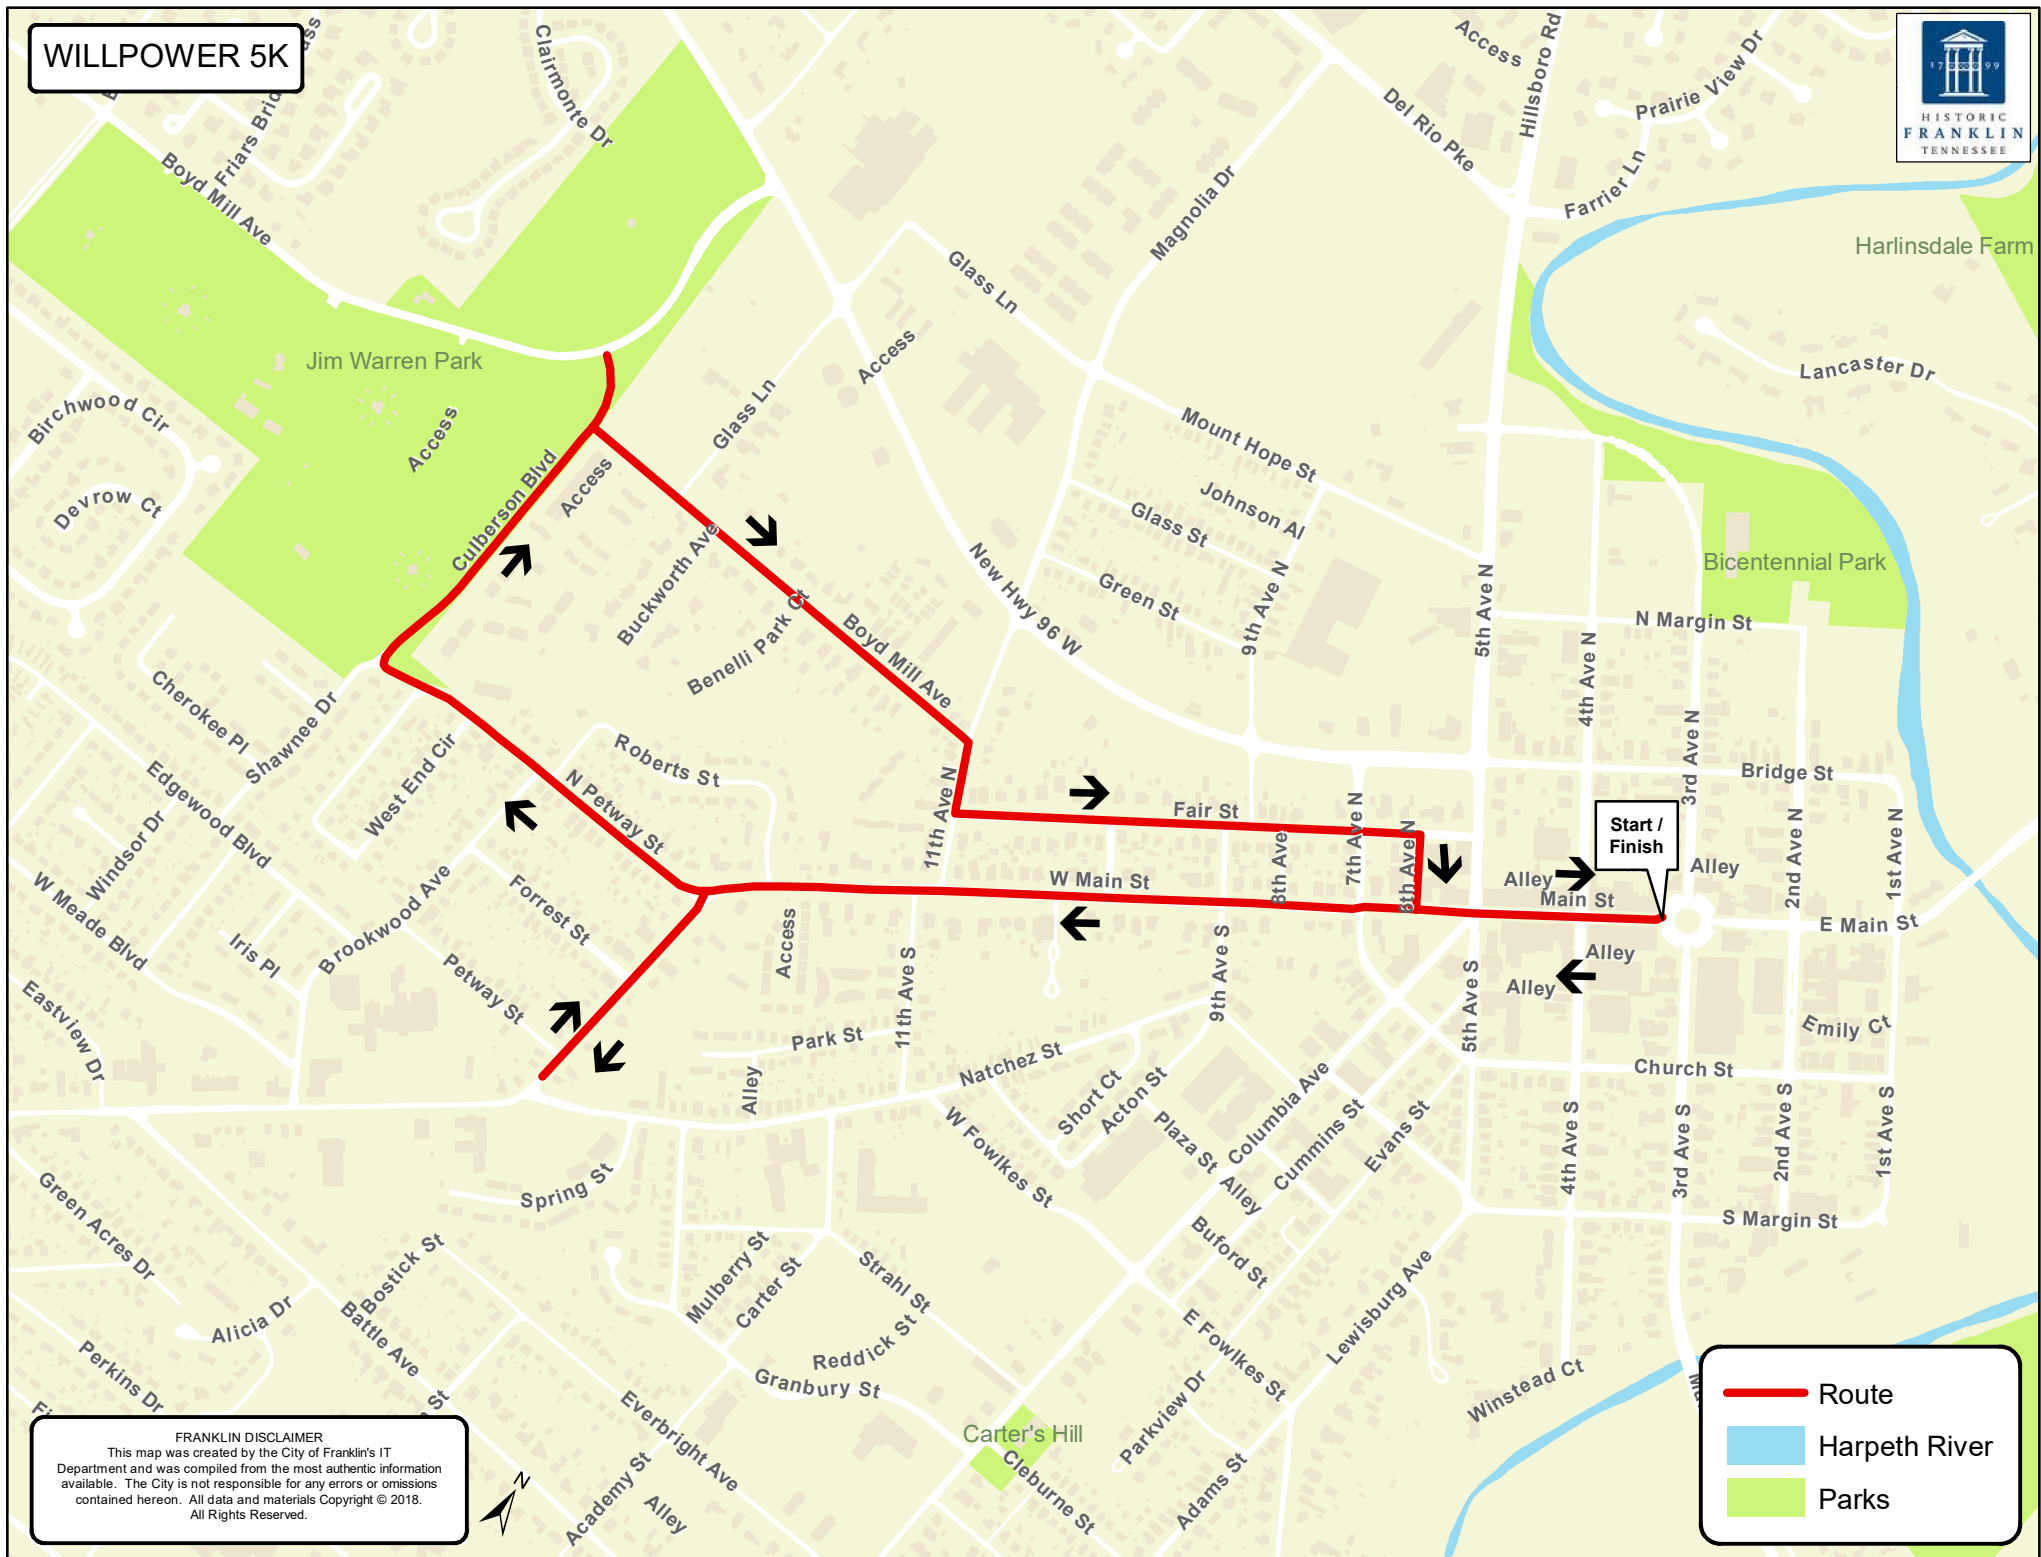 WILLPOWER 5K
Clairmonte Dr
Friars Brid
Boyd Mill Ave
Access
Hillsboro Rd
Prairie View Dr
Del Rio Pke
Farrier Ln
17 99
HISTORIC
FRANKLIN
TENNESSEE
Harlinsdale Farm
Magnolia Dr
Glass Ln
Jim Warren Park
Access
Glass Ln
Lancaster Dr
Birchwood Cir
Access
Mount Hope St
Devrow Ct
Culberson Blvd
Access
Johnson Al
Glass St
Buckworth Ave
New Hwy 96 W
Green St
9th Ave N
5th Ave N
Bicentennial Park
N Margin St
4th Ave N
Benelli Park Ct
Boyd Mill Ave
Cherokee Pl
Shawnee Dr
West End Cir
Roberts St
3rd Ave N
Bridge St
Edgewood Blvd
Windsor Dr
N Petway St
11th Ave N
Fair St
7th Ave N
6th Ave N
8th Ave
Start /
Finish
Alley
2nd Ave N
1st Ave N
W Main St
Alley
Main St
E Main St
W Meade Blvd
Brookwood Ave
Forrest St
Iris Pl
Access
11th Ave S
9th Ave S
5th Ave S
Alley
Alley
Petway St
Eastview Dr
Park St
Natchez St
Emily Ct
Church St
Alley
Short Ct
Acton St
Columbia Ave
Cummins St
Evans St
W Fowlkes St
Plaza St
Alley
4th Ave S
3rd Ave S
2nd Ave S
1st Ave S
Spring St
Green Acres Dr
S Margin St
Bostick St
Mulberry St
Carter St
Strahl St
Buford St
Lewisburg Ave
Alicia Dr
Battle Ave
Reddick St
E Fowlkes St
Perkins Dr
Granbury St
Winstead Ct
Everbright Ave
Parkview Dr
Carter's Hill
Cleburne St
Adams St
Academy St
Alley
N
FRANKLIN DISCLAIMER
This map was created by the City of Franklin's IT
Department and was compiled from the most authentic information
available. The City is not responsible for any errors or omissions
contained hereon. All data and materials Copyright © 2018.
All Rights Reserved.
Route
Harpeth River
Parks